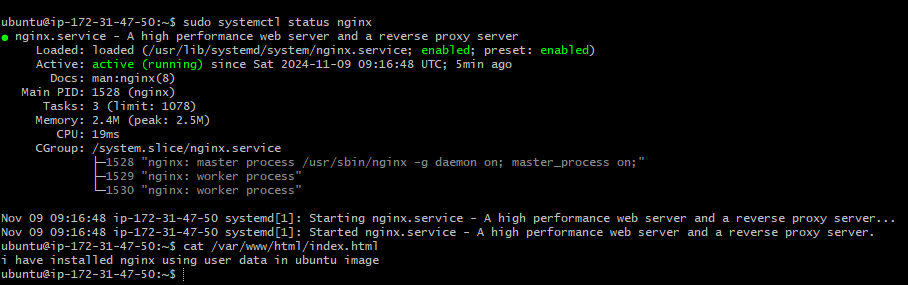 ubuntu@ip-172-31-47-50:~$ sudo systemctl status nginx
● nginx.service - A high performance web server and a reverse proxy server
     Loaded: loaded (/usr/lib/systemd/system/nginx.service; enabled; preset: enabled)
     Active: active (running) since Sat 2024-11-09 09:16:48 UTC; 5min ago
       Docs: man:nginx(8)
   Main PID: 1528 (nginx)
      Tasks: 3 (limit: 1078)
     Memory: 2.4M (peak: 2.5M)
        CPU: 19ms
     CGroup: /system.slice/nginx.service
             ├─1528 "nginx: master process /usr/sbin/nginx -g daemon on; master_process on;"
             ├─1529 "nginx: worker process"
             └─1530 "nginx: worker process"
Nov 09 09:16:48 ip-172-31-47-50 systemd[1]: Starting nginx.service - A high performance web server and a reverse proxy server...
Nov 09 09:16:48 ip-172-31-47-50 systemd[1]: Started nginx.service - A high performance web server and a reverse proxy server.
ubuntu@ip-172-31-47-50:~$ cat /var/www/html/index.html
i have installed nginx using user data in ubuntu image
ubuntu@ip-172-31-47-50:~$